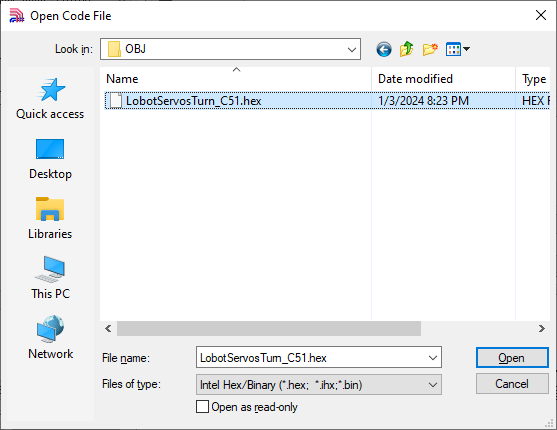 Open Code File
Look in: OBJ
Name Date modified Type
LobotServosTurn_C51.hex 1/3/2024 8:23 PM HEX F
Quick access
Desktop
Libraries
This PC
Network
File name: LobotServosTurn_C51.hex Open
Files of type: Intel Hex/Binary (*.hex; *.ihx;*.bin) Cancel
Open as read-only